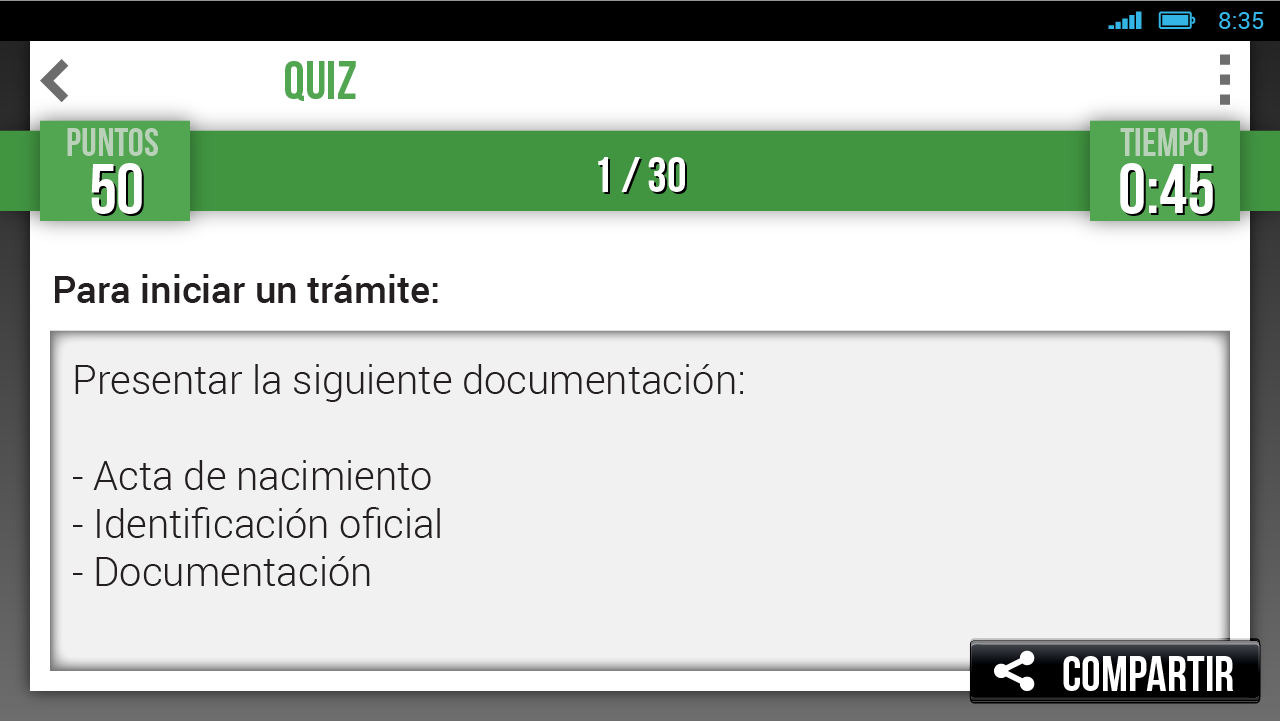 8:35
QUIZ
PUNTOS
50
1 / 30
TIEMPO
0:45
Para iniciar un trámite:
Presentar la siguiente documentación:
- Acta de nacimiento
- Identificación oficial
- Documentación
COMPARTIR